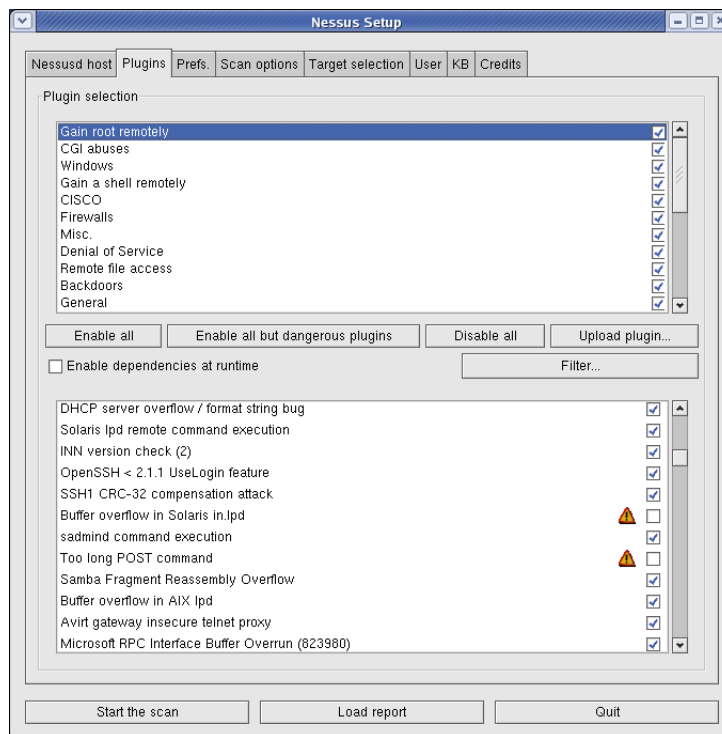 Nessus Setup
Nessusd host Plugins Prefs. Scan options Target selection User KB Credits
Plugin selection
Gain root remotely
CGI abuses
Windows
Gain a shell remotely
CISCO
Firewalls
Misc.
Denial of Service
Remote file access
Backdoors
General
Enable all Enable all but dangerous plugins Disable all Upload plugin...
Enable dependencies at runtime Filter...
DHCP server overflow / format string bug
Solaris lpd remote command execution
INN version check (2)
OpenSSH < 2.1.1 UseLogin feature
SSH1 CRC-32 compensation attack
Buffer overflow in Solaris in.lpd
sadmind command execution
Too long POST command
Samba Fragment Reassembly Overflow
Buffer overflow in AIX lpd
Avirt gateway insecure telnet proxy
Microsoft RPC Interface Buffer Overrun (823980)
Start the scan Load report Quit